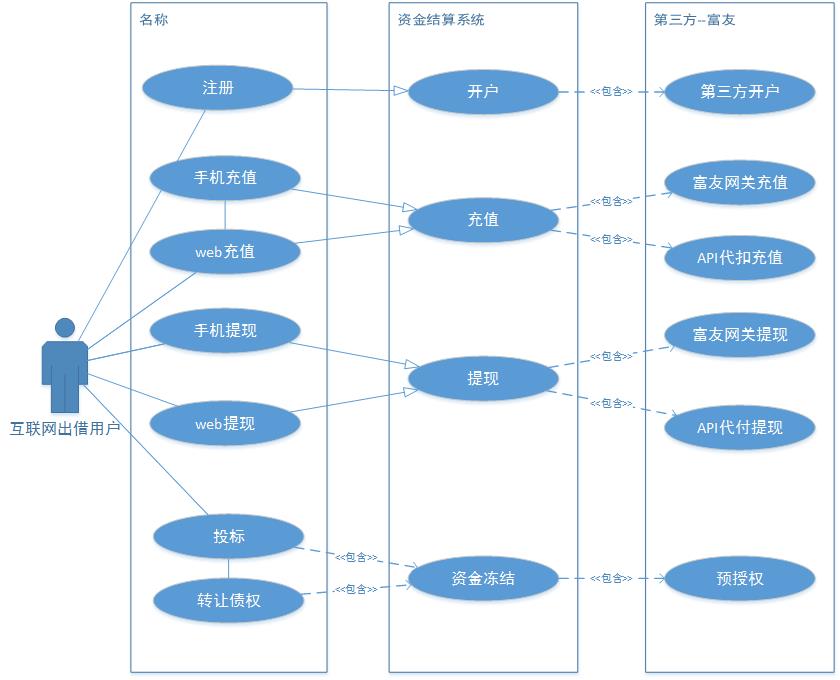 名称
资金结算系统
第三方--富友
注册
开户
<<包含>>
第三方开户
手机充值
富友网关充值
<<包含>>
充值
web充值
<<包含>>
API代扣充值
手机提现
富友网关提现
<<包含>>
提现
<<包含>>
web提现
API代付提现
互联网出借用户
投标
<<包含>>
资金冻结
<<包含>>
预授权
<<包含>>
转让债权